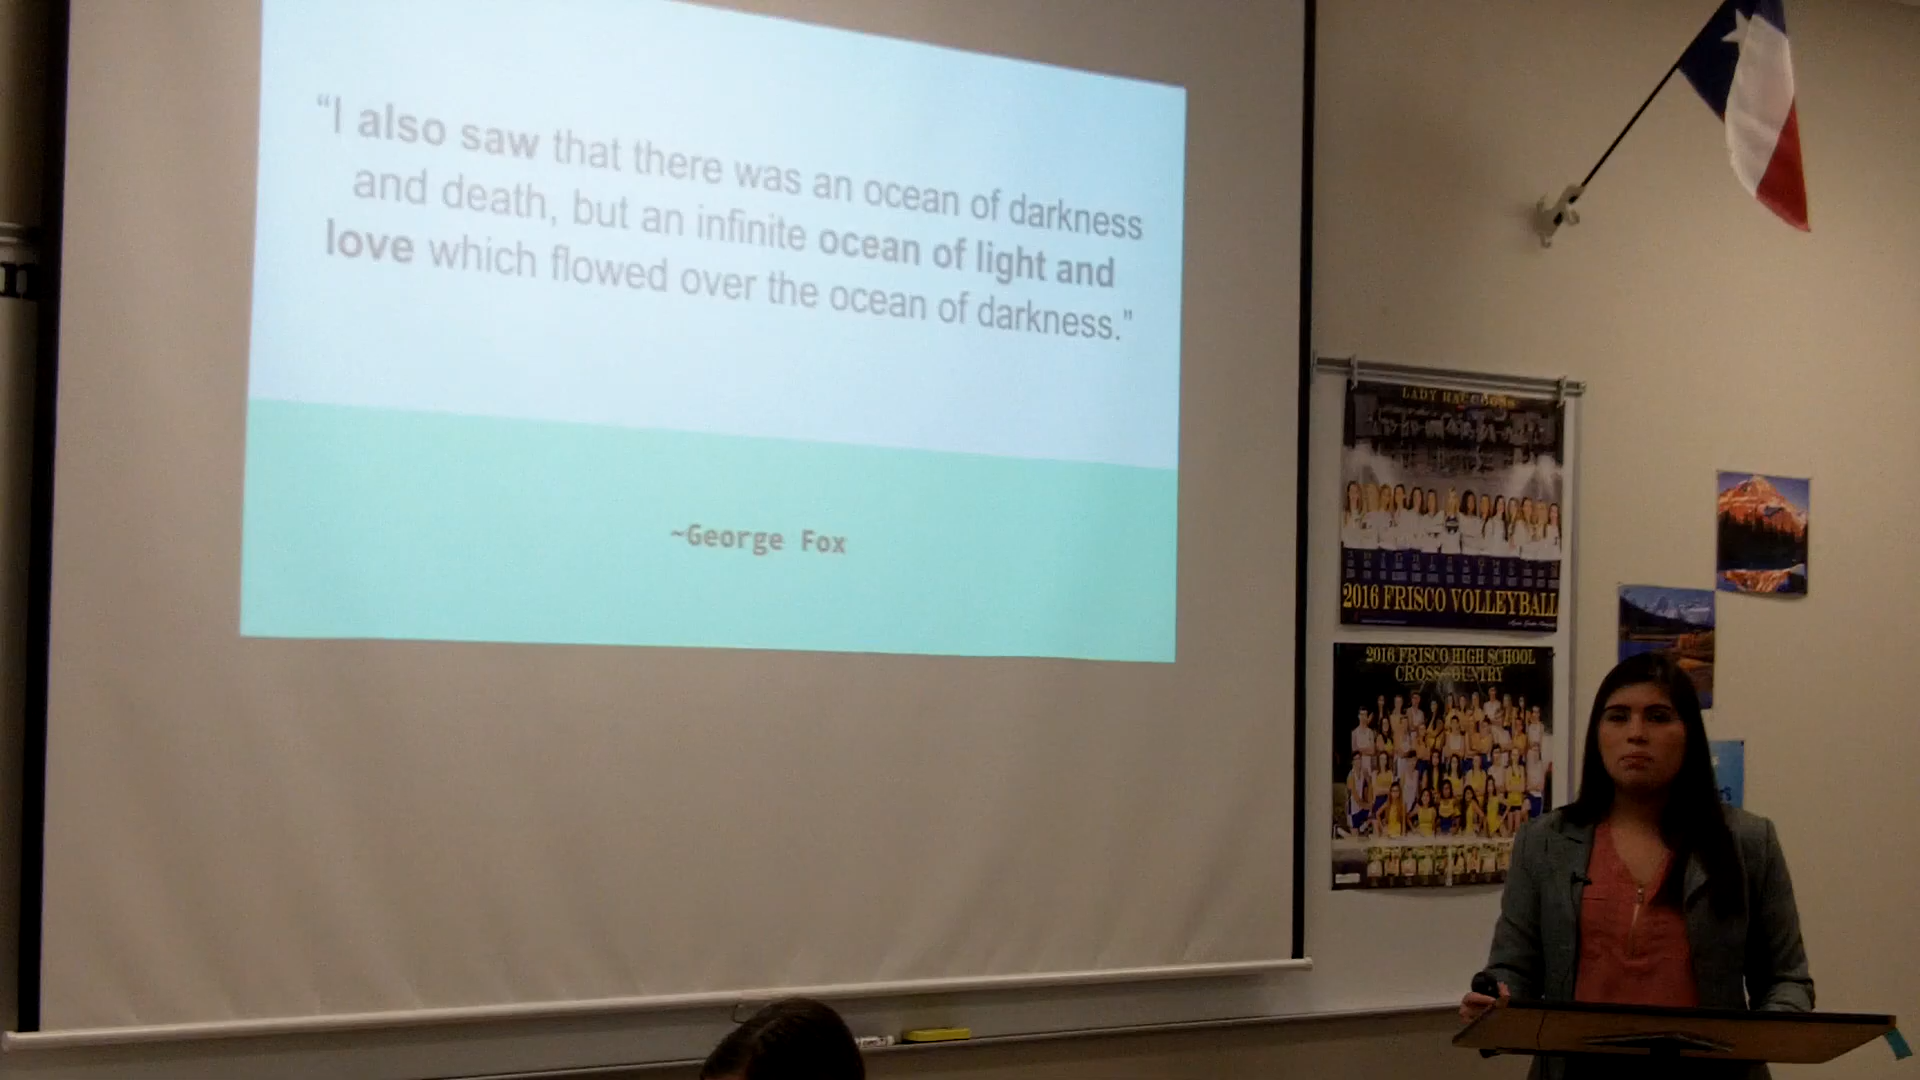 “I also saw that there was an ocean of darkness
and death, but an infinite ocean of light and
love which flowed over the ocean of darkness.”
~George Fox
LADY RACCOONS
2016 FRISCO VOLLEYBALL
2016 FRISCO HIGH SCHOOL
CROSS COUNTRY